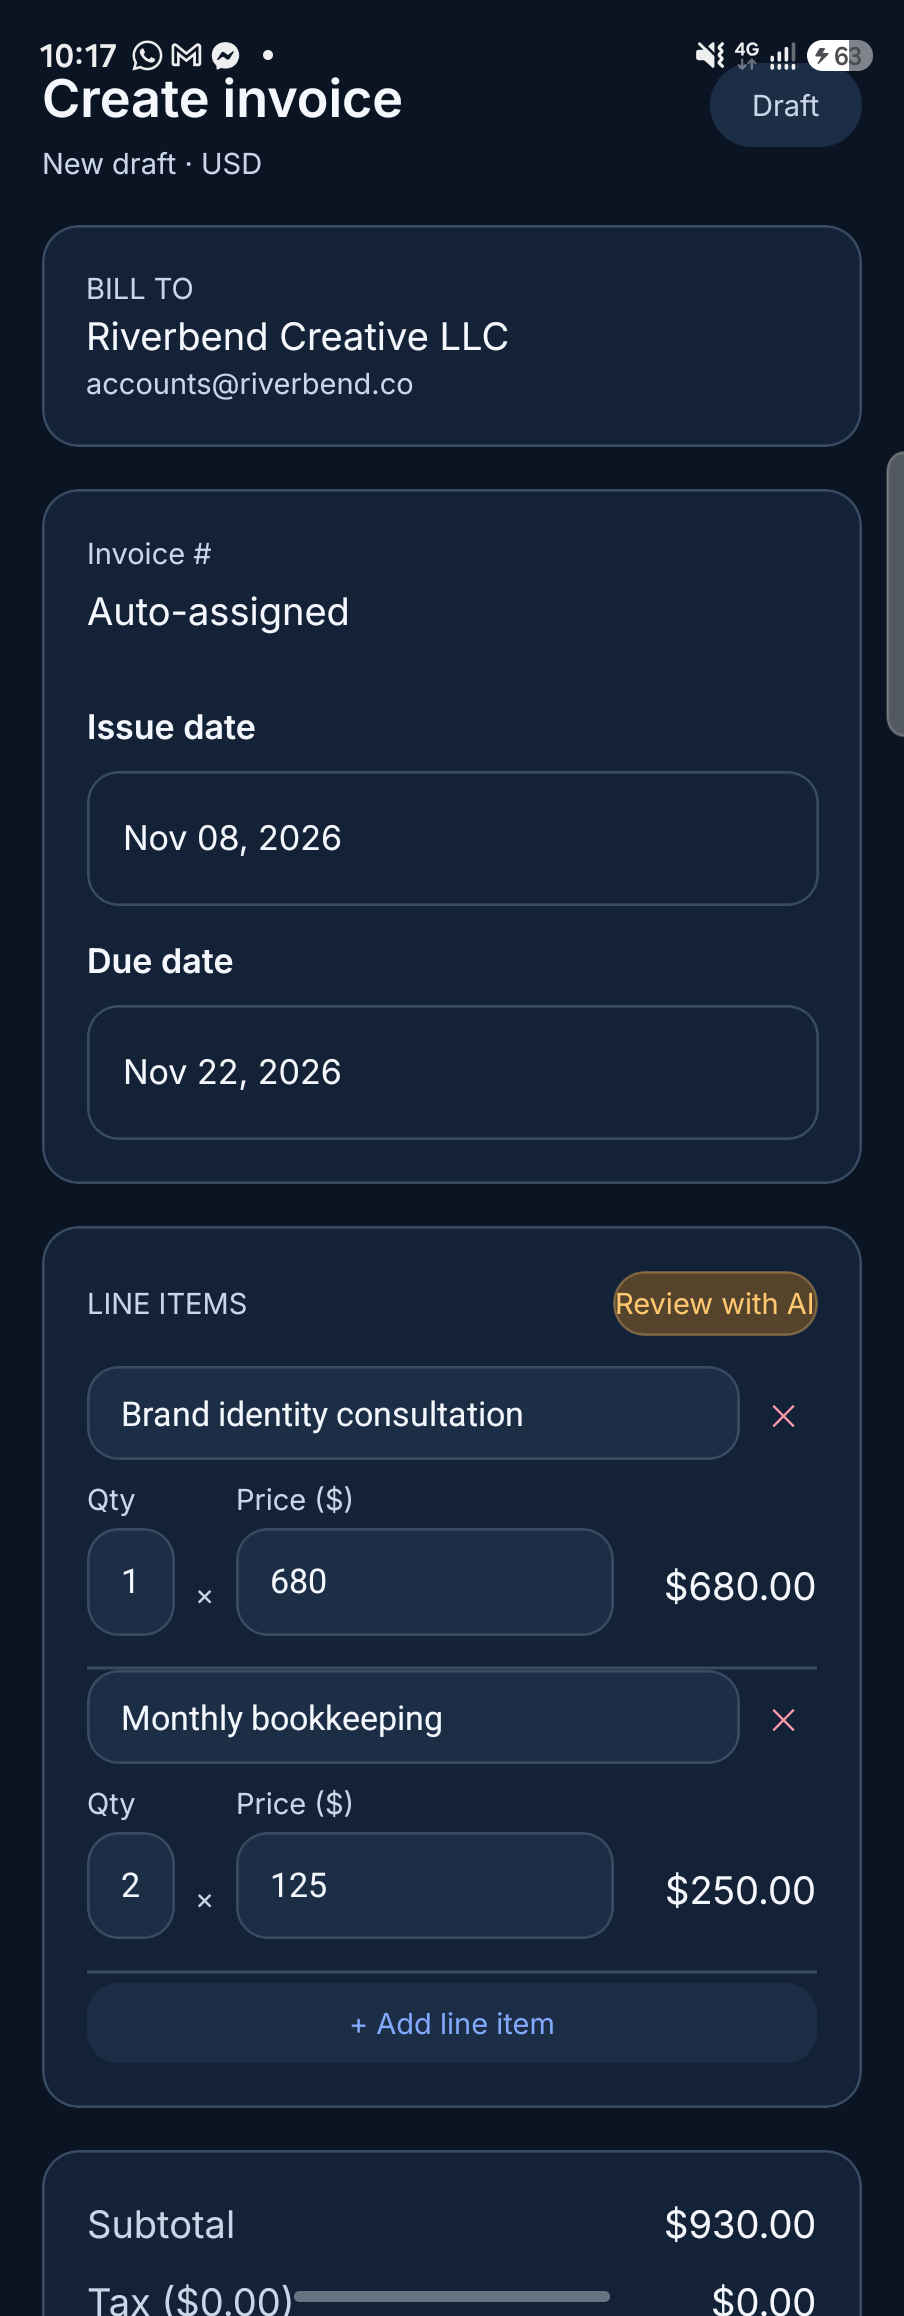 10:17
4G
63
Create invoice
Draft
New draft · USD
BILL TO
Riverbend Creative LLC
accounts@riverbend.co
Invoice #
Auto-assigned
Issue date
Nov 08, 2026
Due date
Nov 22, 2026
LINE ITEMS
Review with AI
Brand identity consultation
Qty
Price ($)
1 × 680 $680.00
Monthly bookkeeping
Qty
Price ($)
2 × 125 $250.00
+ Add line item
Subtotal $930.00
Tax ($0.00) $0.00